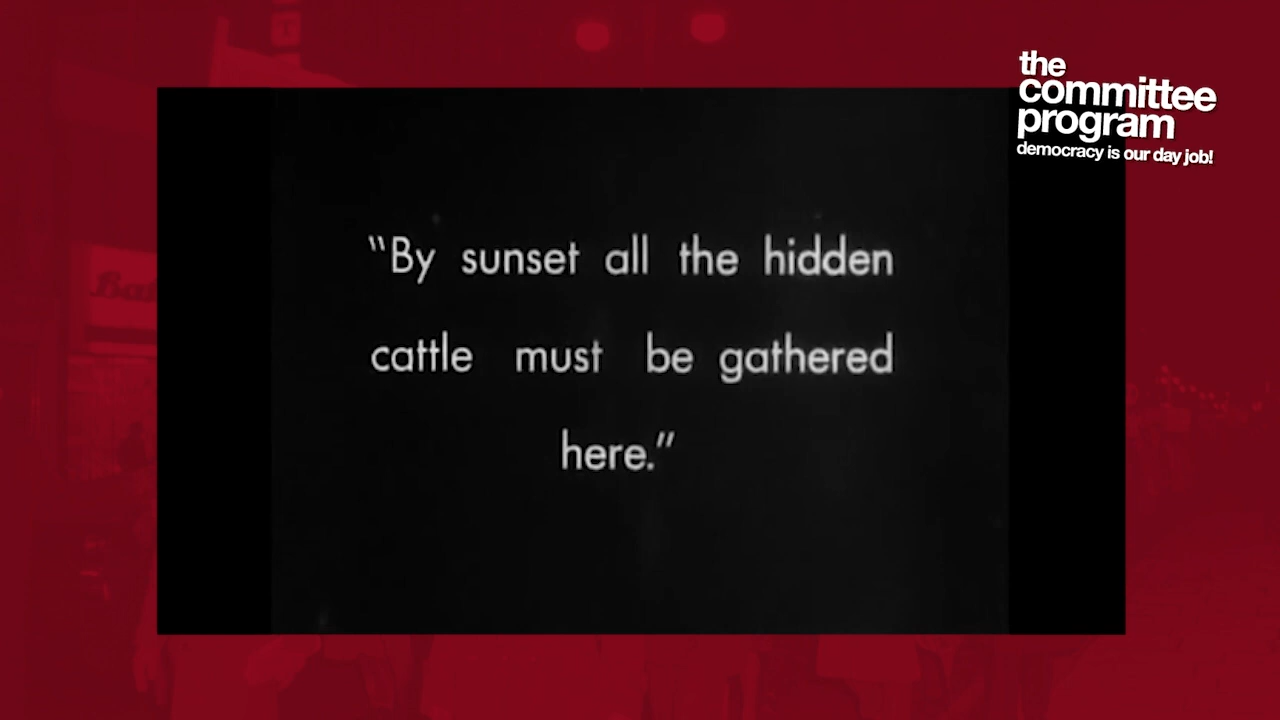 the
committee
program
democracy is our day job!
"By sunset all the hidden
cattle must be gathered
here."